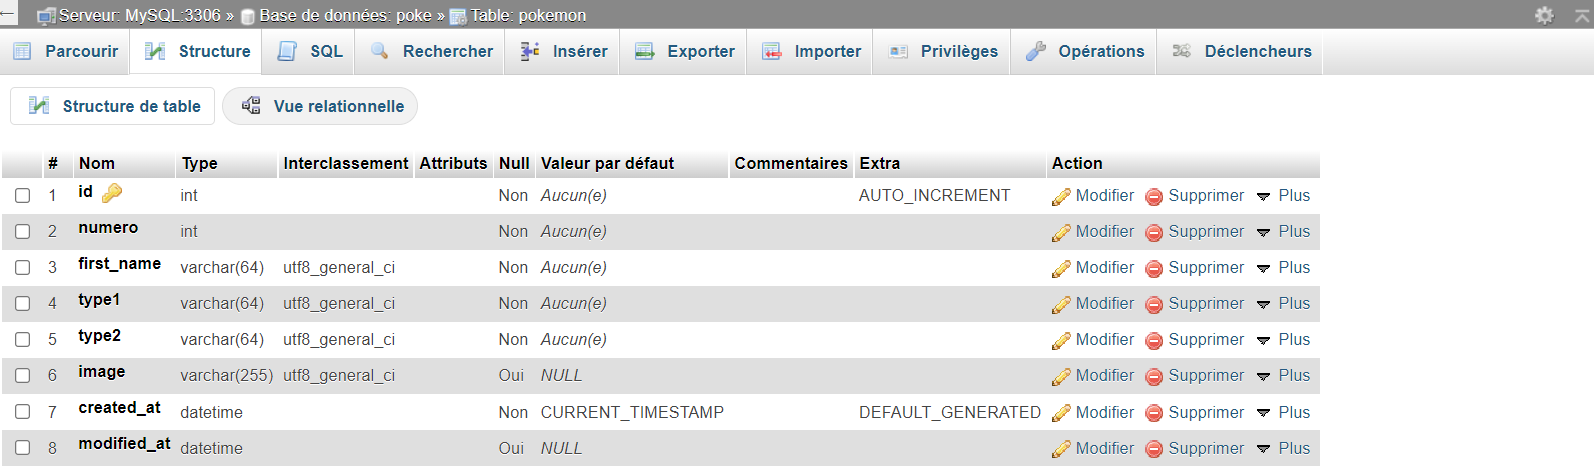 Serveur: MySQL:3306 » Base de données: poke » Table: pokemon
Parcourir Structure SQL Rechercher Insérer Exporter Importer Privilèges Opérations Déclencheurs
Structure de table Vue relationnelle
# Nom Type Interclassement Attributs Null Valeur par défaut Commentaires Extra Action
1 id int Non Aucun(e) AUTO_INCREMENT Modifier Supprimer Plus
2 numero int Non Aucun(e) Modifier Supprimer Plus
3 first_name varchar(64) utf8_general_ci Non Aucun(e) Modifier Supprimer Plus
4 type1 varchar(64) utf8_general_ci Non Aucun(e) Modifier Supprimer Plus
5 type2 varchar(64) utf8_general_ci Non Aucun(e) Modifier Supprimer Plus
6 image varchar(255) utf8_general_ci Oui NULL Modifier Supprimer Plus
7 created_at datetime Non CURRENT_TIMESTAMP DEFAULT_GENERATED Modifier Supprimer Plus
8 modified_at datetime Oui NULL Modifier Supprimer Plus